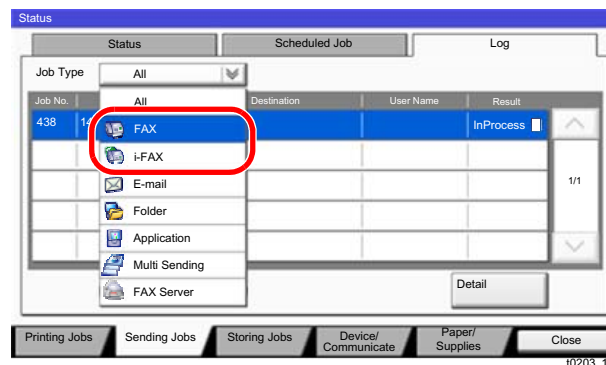 Status
Status Scheduled Job Log
Job Type All
Job No. All Destination User Name Result
438 14 FAX InProcess
i-FAX
E-mail 1/1
Folder
Application
Multi Sending
FAX Server Detail
Printing Jobs Sending Jobs Storing Jobs Device/ Communicate Paper/ Supplies Close